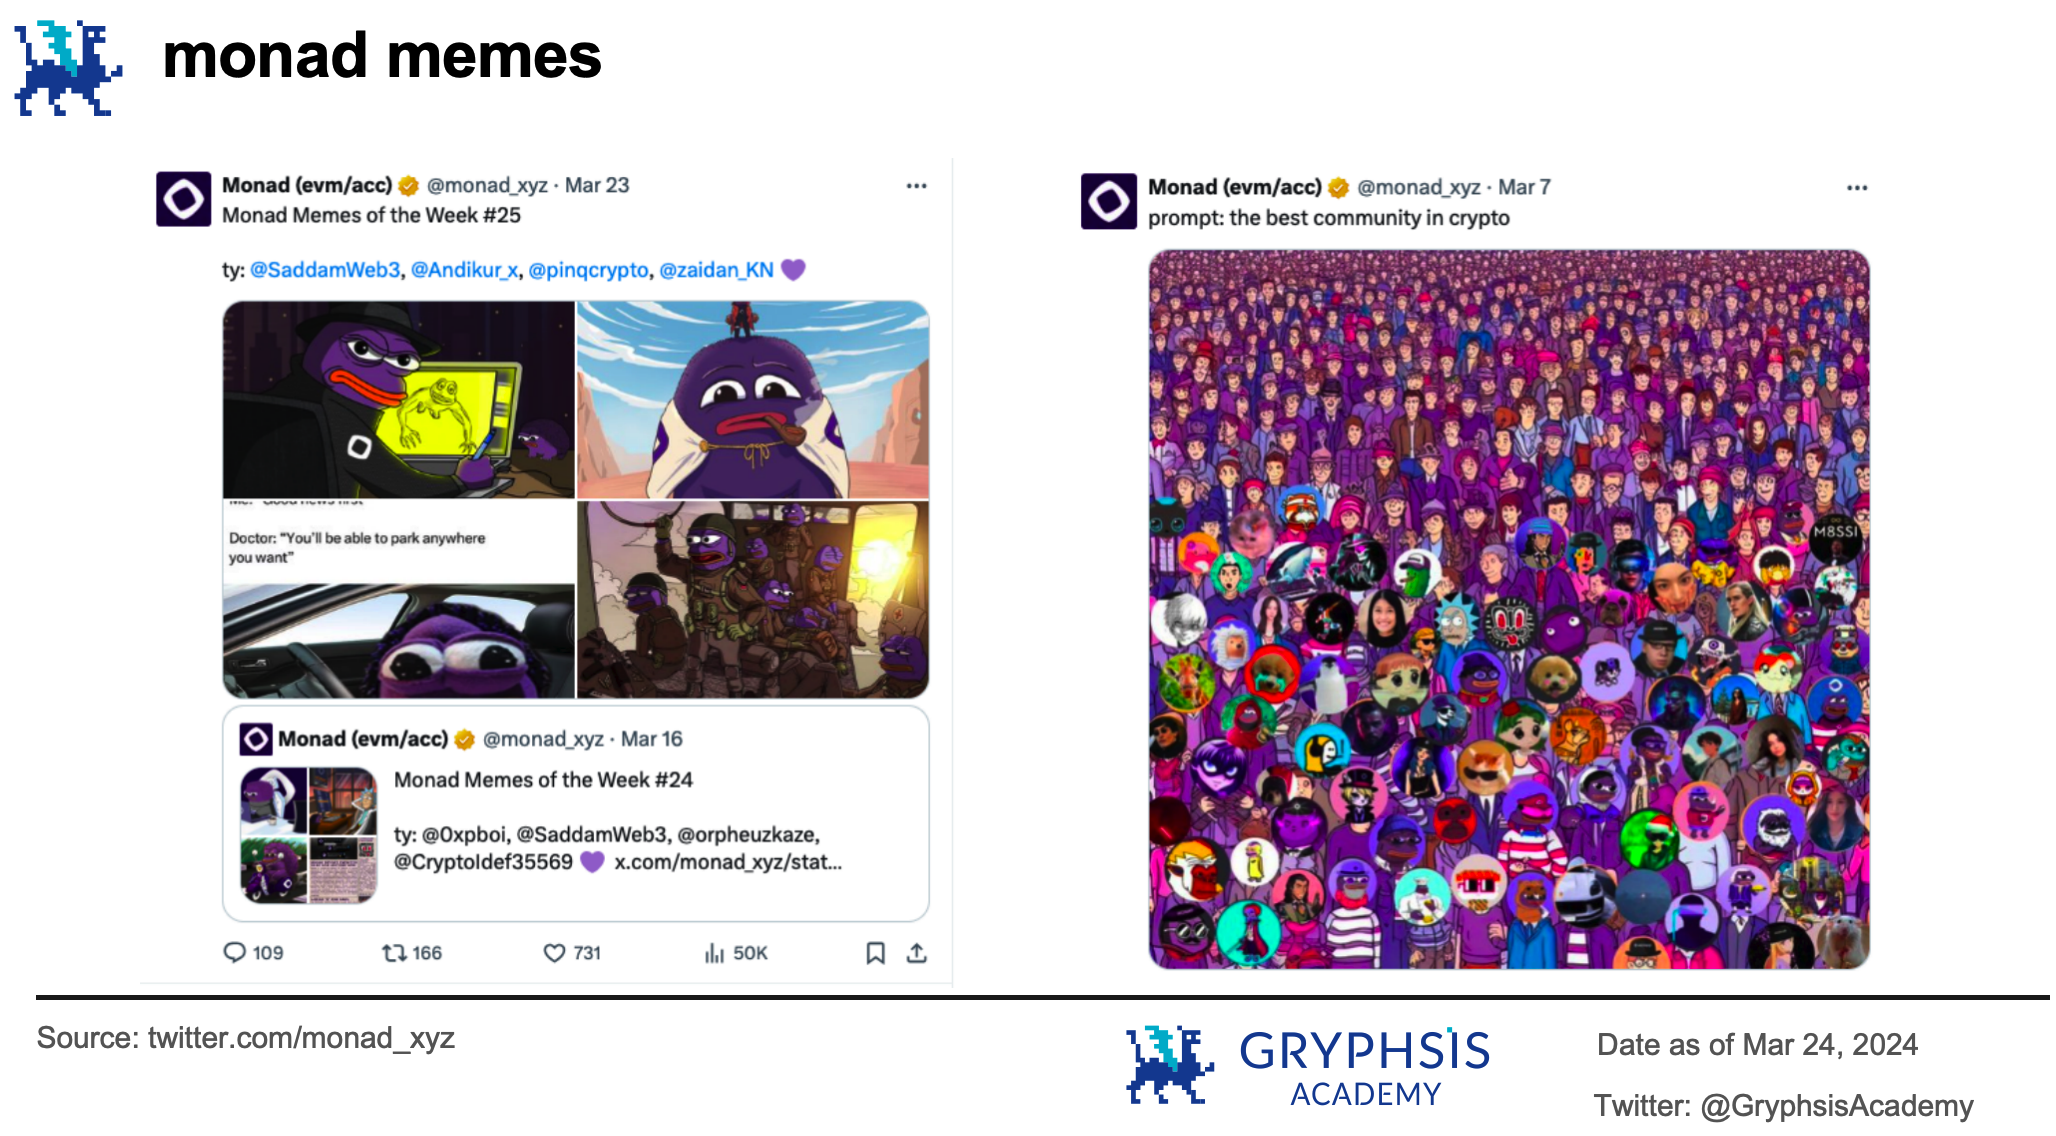 monad memes
Monad (evm/acc) @monad_xyz · Mar 23
Monad Memes of the Week #25
ty: @SaddamWeb3, @Andikur_x, @pinqcrypto, @zaidan_KN 💜
Doctor: "You'll be able to park anywhere
you want"
Monad (evm/acc) @monad_xyz · Mar 16
Monad Memes of the Week #24
ty: @0xpboi, @SaddamWeb3, @orpheuzkaze,
@CryptoIdef35569 💜 x.com/monad_xyz/stat...
109 166 731 50K
Monad (evm/acc) @monad_xyz · Mar 7
prompt: the best community in crypto
M8SSI
Source: twitter.com/monad_xyz
GRYPHSIS
ACADEMY
Date as of Mar 24, 2024
Twitter: @GryphsisAcademy